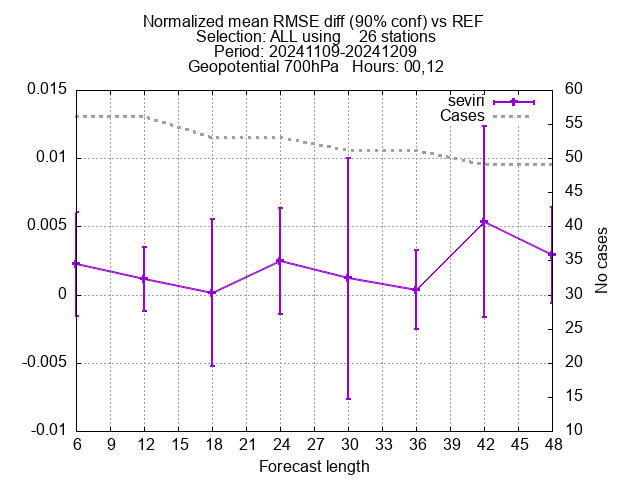 Normalized mean RMSE diff (90% conf) vs REF
Selection: ALL using    26 stations
Period: 20241109-20241209
Geopotential 700hPa   Hours: 00,12
seviri
Cases
0.015
0.01
0.005
0
-0.005
-0.01
60
55
50
45
40
35
30
25
20
15
10
No cases
6 9 12 15 18 21 24 27 30 33 36 39 42 45 48
Forecast length